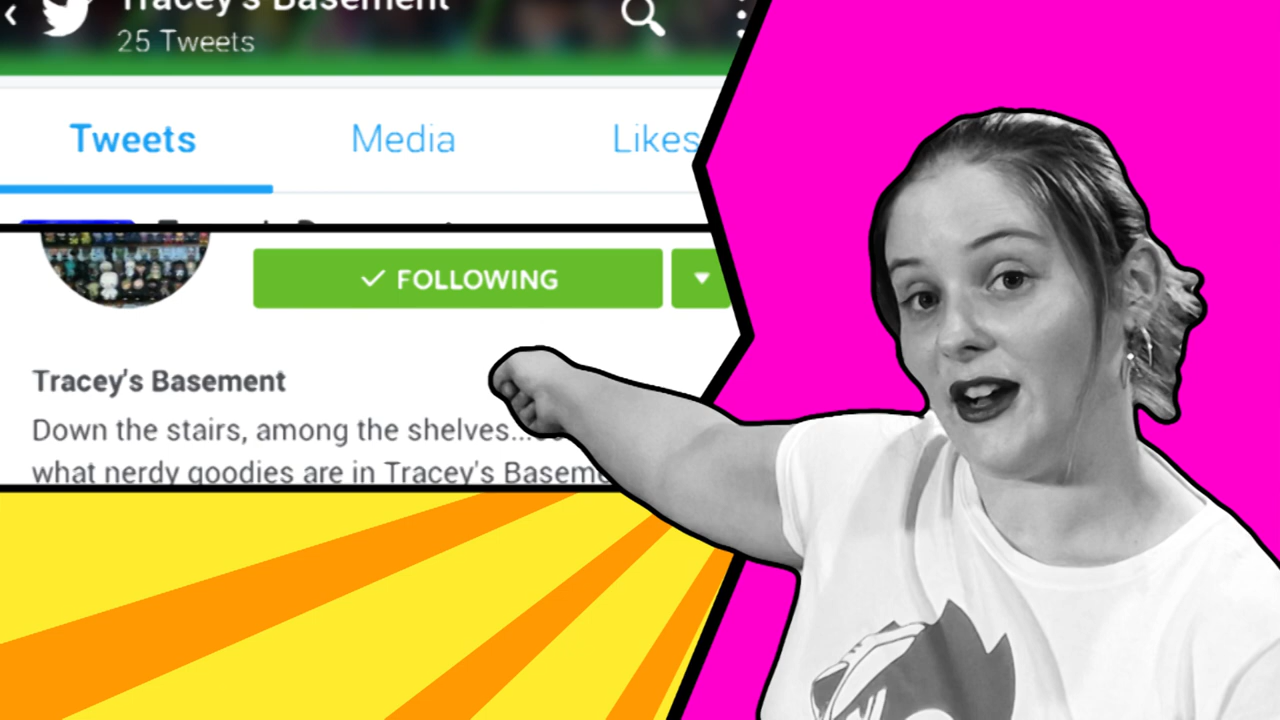 Tracey's Basement
25 Tweets
Tweets Media Likes
FOLLOWING
Tracey's Basement
Down the stairs, among the shelves...
what nerdy goodies are in Tracey's